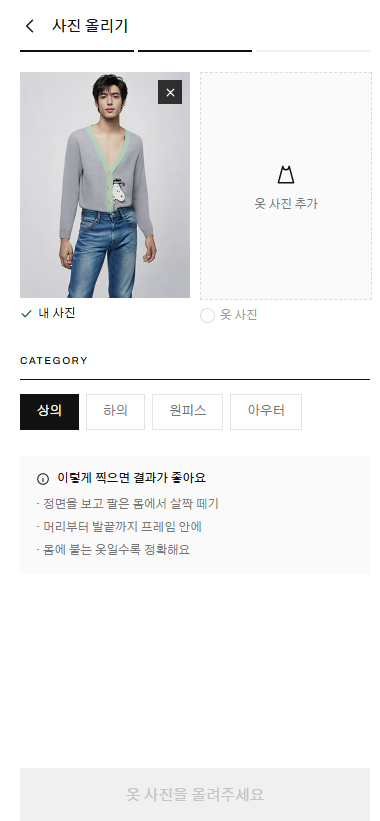 사진 올리기
옷 사진 추가
내 사진
옷 사진
CATEGORY
상의
하의
원피스
아우터
이렇게 찍으면 결과가 좋아요
· 정면을 보고 팔은 몸에서 살짝 떼기
· 머리부터 발끝까지 프레임 안에
· 몸에 붙는 옷일수록 정확해요
옷 사진을 올려주세요